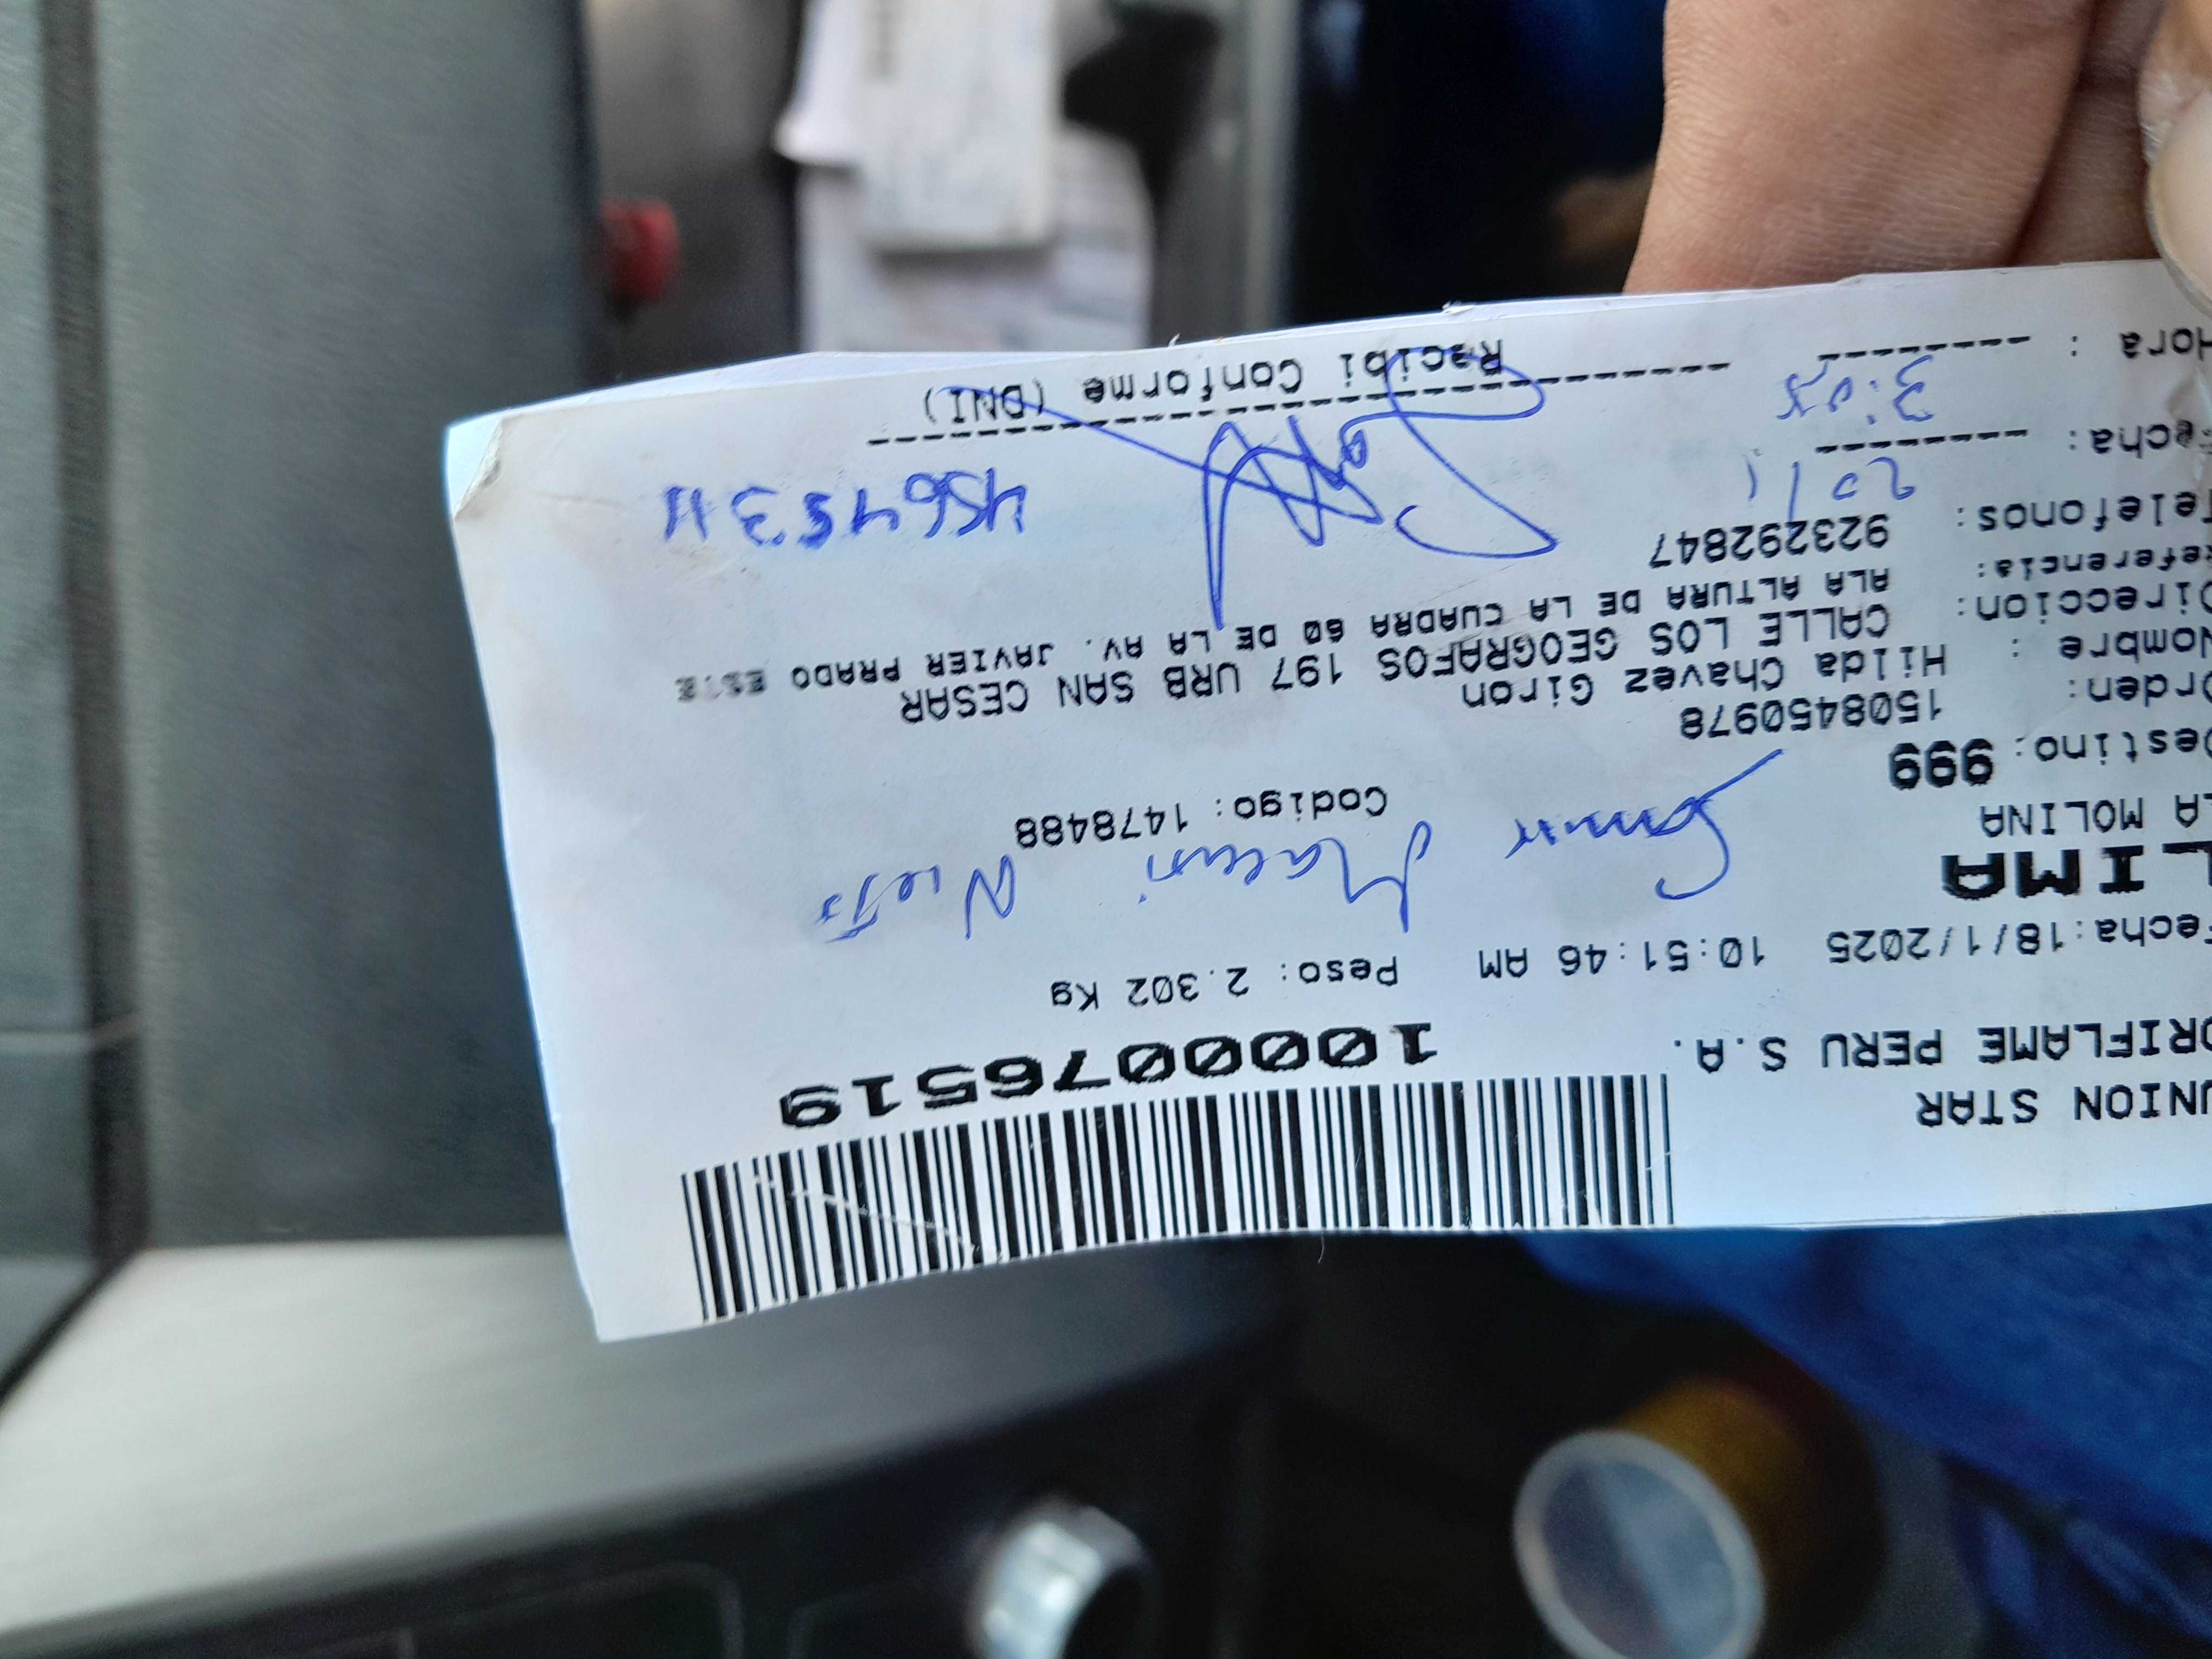 UNION STAR
ORIFLAME PERU S.A.
1000076519
Fecha:18/1/2025 10:51:46 AM Peso: 2.302 Kg
LIMA
LA MOLINA
Nieto
Destino: 999 Codigo: 1478488
Orden: 1508450978
Nombre : Hilda Chavez Giron
Direccion: CALLE LOS GEOGRAFOS 197 URB SAN CESAR
Referencia: ALA ALTURA DE LA CUADRA 60 DE LA AV. JAVIER PRADO ESTE
Telefonos: 923292847
Fecha: 20/1
Hora : 3:05
Recibi Conforme (DNI)